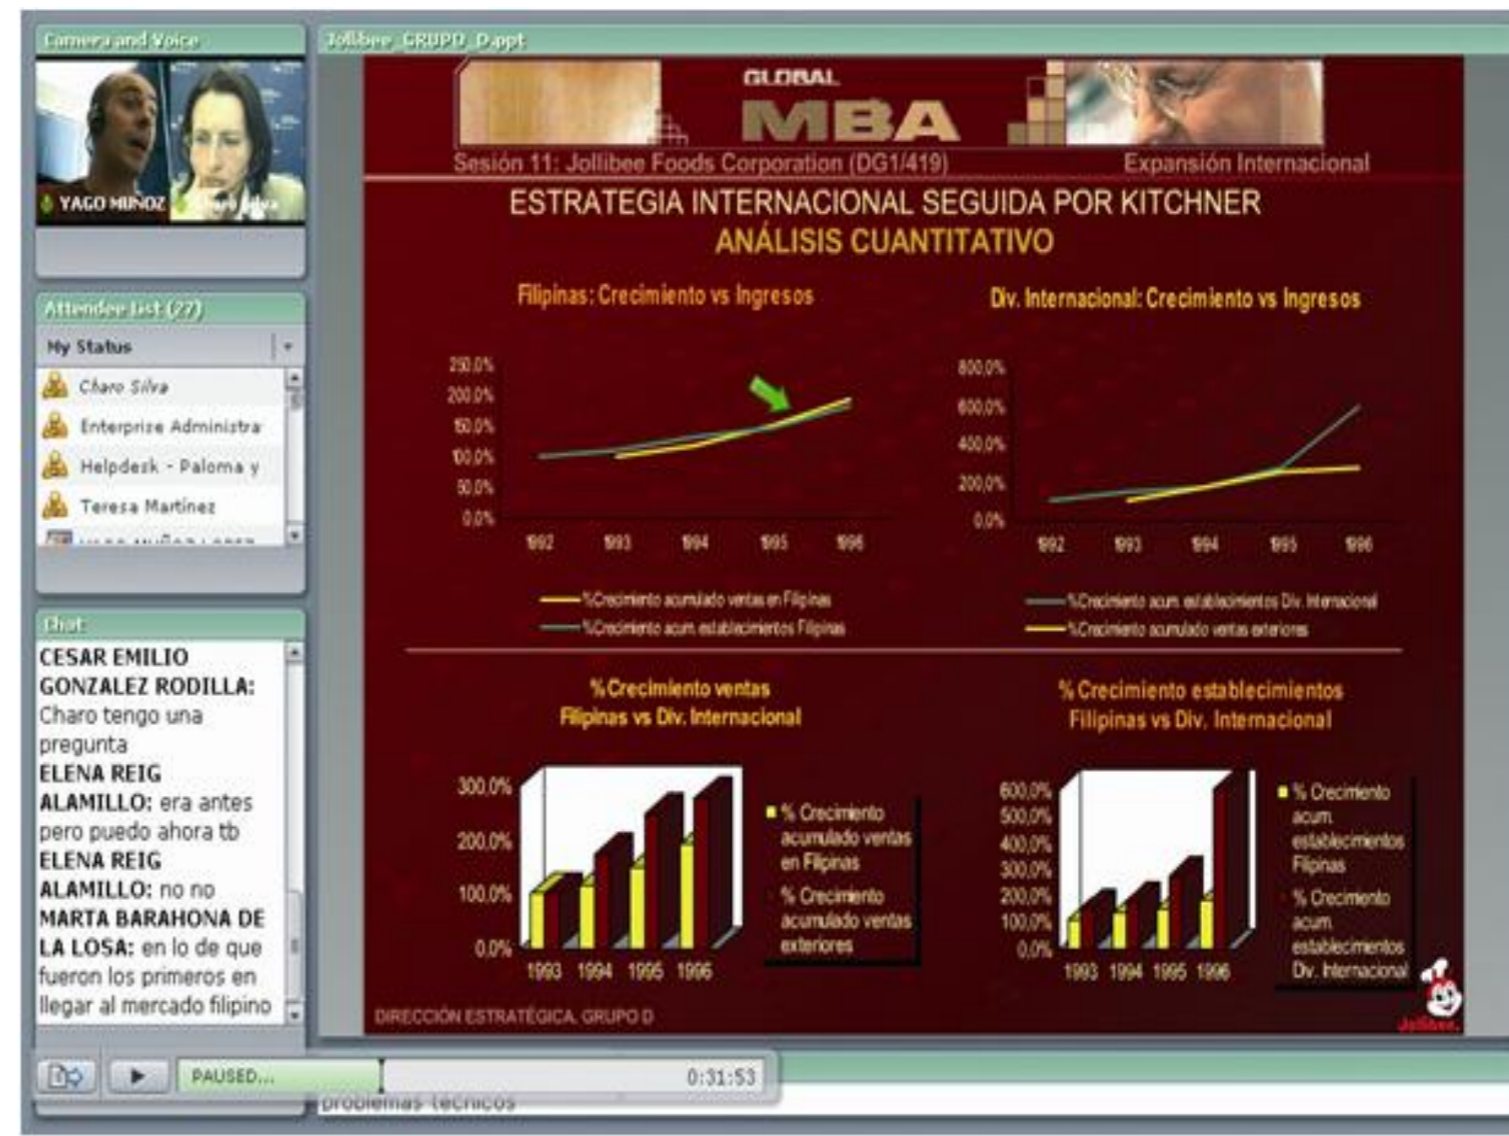 Camera and Voice
YAGO MUÑOZ
Charo Silva
Attendee List (27)
My Status
Charo Silva
Enterprise Administra
Helpdesk - Paloma y
Teresa Martínez
Chat
CESAR EMILIO
GONZALEZ RODILLA:
Charo tengo una
pregunta
ELENA REIG
ALAMILLO: era antes
pero puedo ahora tb
ELENA REIG
ALAMILLO: no no
MARTA BARAHONA DE
LA LOSA: en lo de que
fueron los primeros en
llegar al mercado filipino
Jollibee_GRUPO_D.ppt
GLOBAL
MBA
Sesión 11: Jollibee Foods Corporation (DG1/419)
Expansión Internacional
ESTRATEGIA INTERNACIONAL SEGUIDA POR KITCHNER
ANÁLISIS CUANTITATIVO
Filipinas: Crecimiento vs Ingresos
250,0%
200,0%
150,0%
100,0%
50,0%
0,0%
1992 1993 1994 1995 1996
%Crecimiento acumulado ventas en Filipinas
%Crecimiento acum. establecimientos Filipinas
Div. Internacional: Crecimiento vs Ingresos
800,0%
600,0%
400,0%
200,0%
0,0%
1992 1993 1994 1995 1996
%Crecimiento acum. establecimientos Div. Internacional
%Crecimiento acumulado ventas exteriores
% Crecimiento ventas
Filipinas vs Div. Internacional
300,0%
200,0%
100,0%
0,0%
1993 1994 1995 1996
% Crecimiento
acumulado ventas
en Filipinas
% Crecimiento
acumulado ventas
exteriores
% Crecimiento establecimientos
Filipinas vs Div. Internacional
600,0%
500,0%
400,0%
300,0%
200,0%
100,0%
0,0%
1993 1994 1995 1996
% Crecimiento
acum.
establecimientos
Filipinas
% Crecimiento
acum.
establecimientos
Div. Internacional
DIRECCIÓN ESTRATÉGICA. GRUPO D
Jollibee.
PAUSED...
0:31:53
problemas técnicos